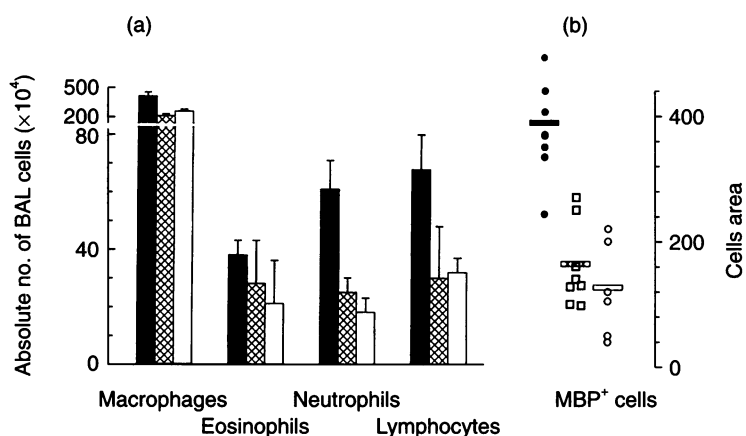 (a)
(b)
Absolute no. of BAL cells (×10⁴)
500
200
80
40
0
Macrophages
Eosinophils
Neutrophils
Lymphocytes
400
200
0
Cells area
MBP⁺ cells